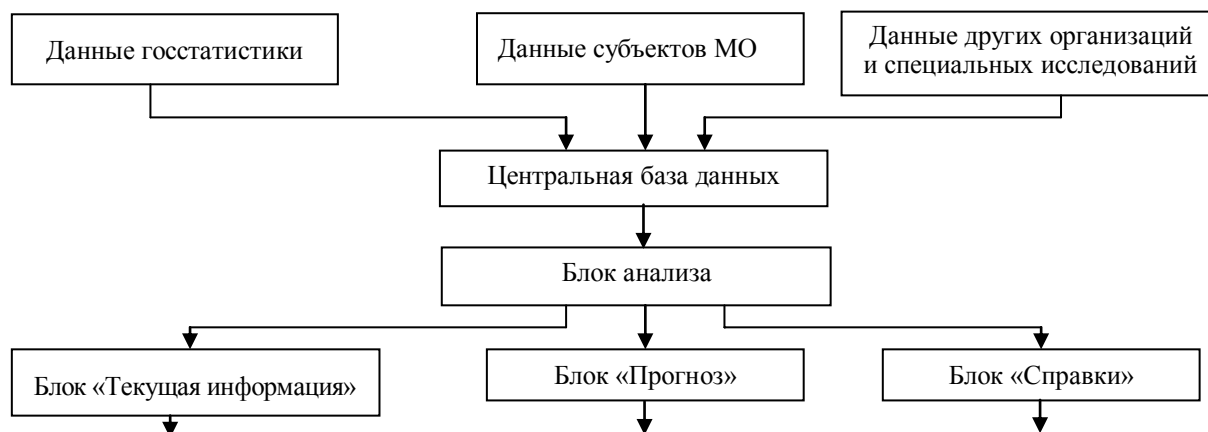 Данные госстатистики
Данные субъектов МО
Данные других организаций
и специальных исследований
Центральная база данных
Блок анализа
Блок «Текущая информация»
Блок «Прогноз»
Блок «Справки»